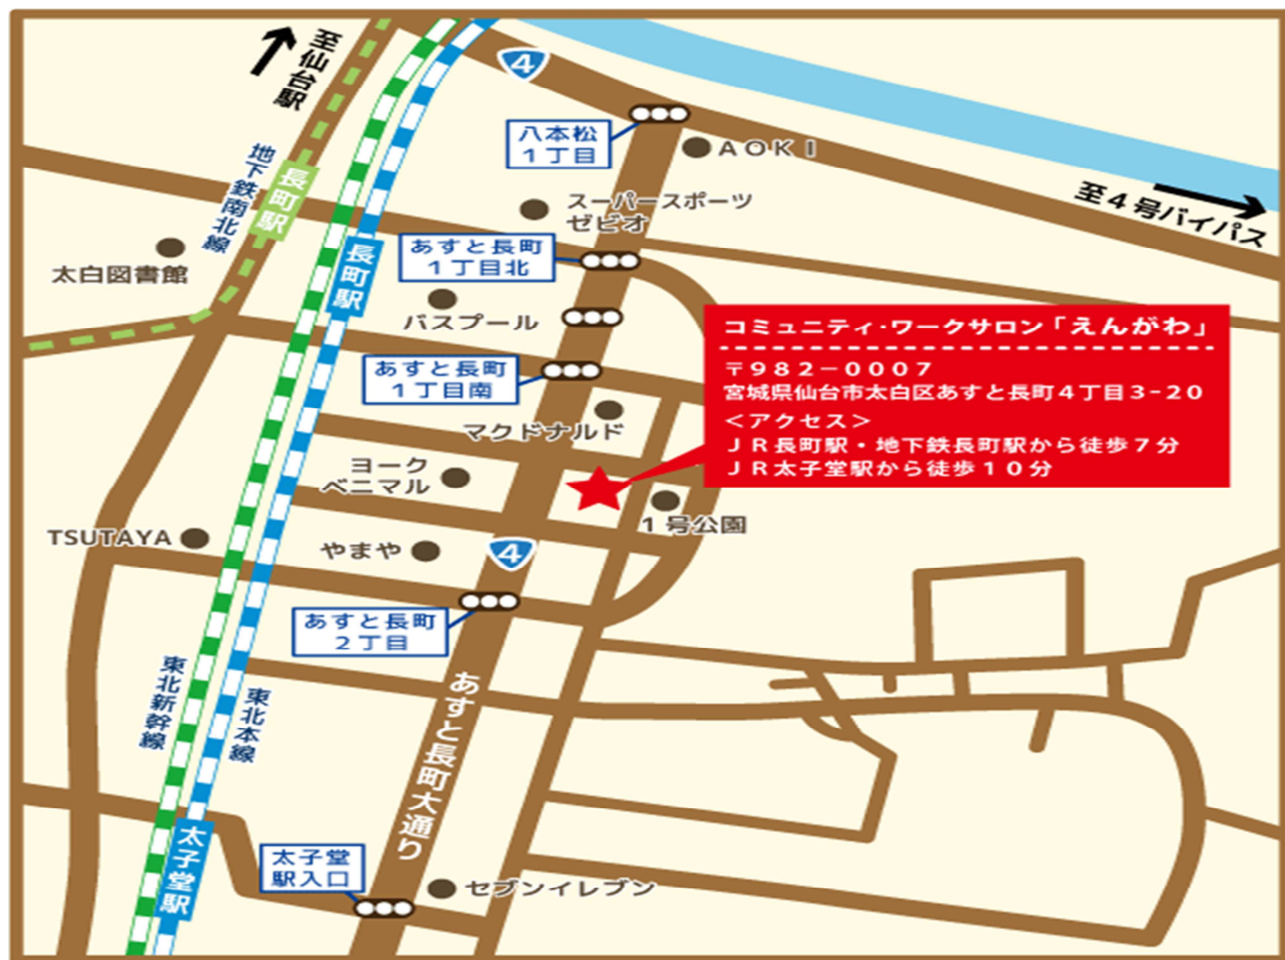 至仙台駅
4
八本松
1丁目
AOKI
至4号バイパス
地下鉄南北線
長町駅
スーパースポーツ
ゼビオ
太白図書館
長町駅
あすと長町
1丁目北
バスプール
あすと長町
1丁目南
コミュニティ・ワークサロン「えんがわ」
〒982－0007
宮城県仙台市太白区あすと長町4丁目3-20
＜アクセス＞
JR長町駅・地下鉄長町駅から徒歩7分
JR太子堂駅から徒歩10分
マクドナルド
ヨーク
ベニマル
1号公園
TSUTAYA
やまや
4
あすと長町
2丁目
東北新幹線
東北本線
あすと長町大通り
太子堂駅
太子堂
駅入口
セブンイレブン